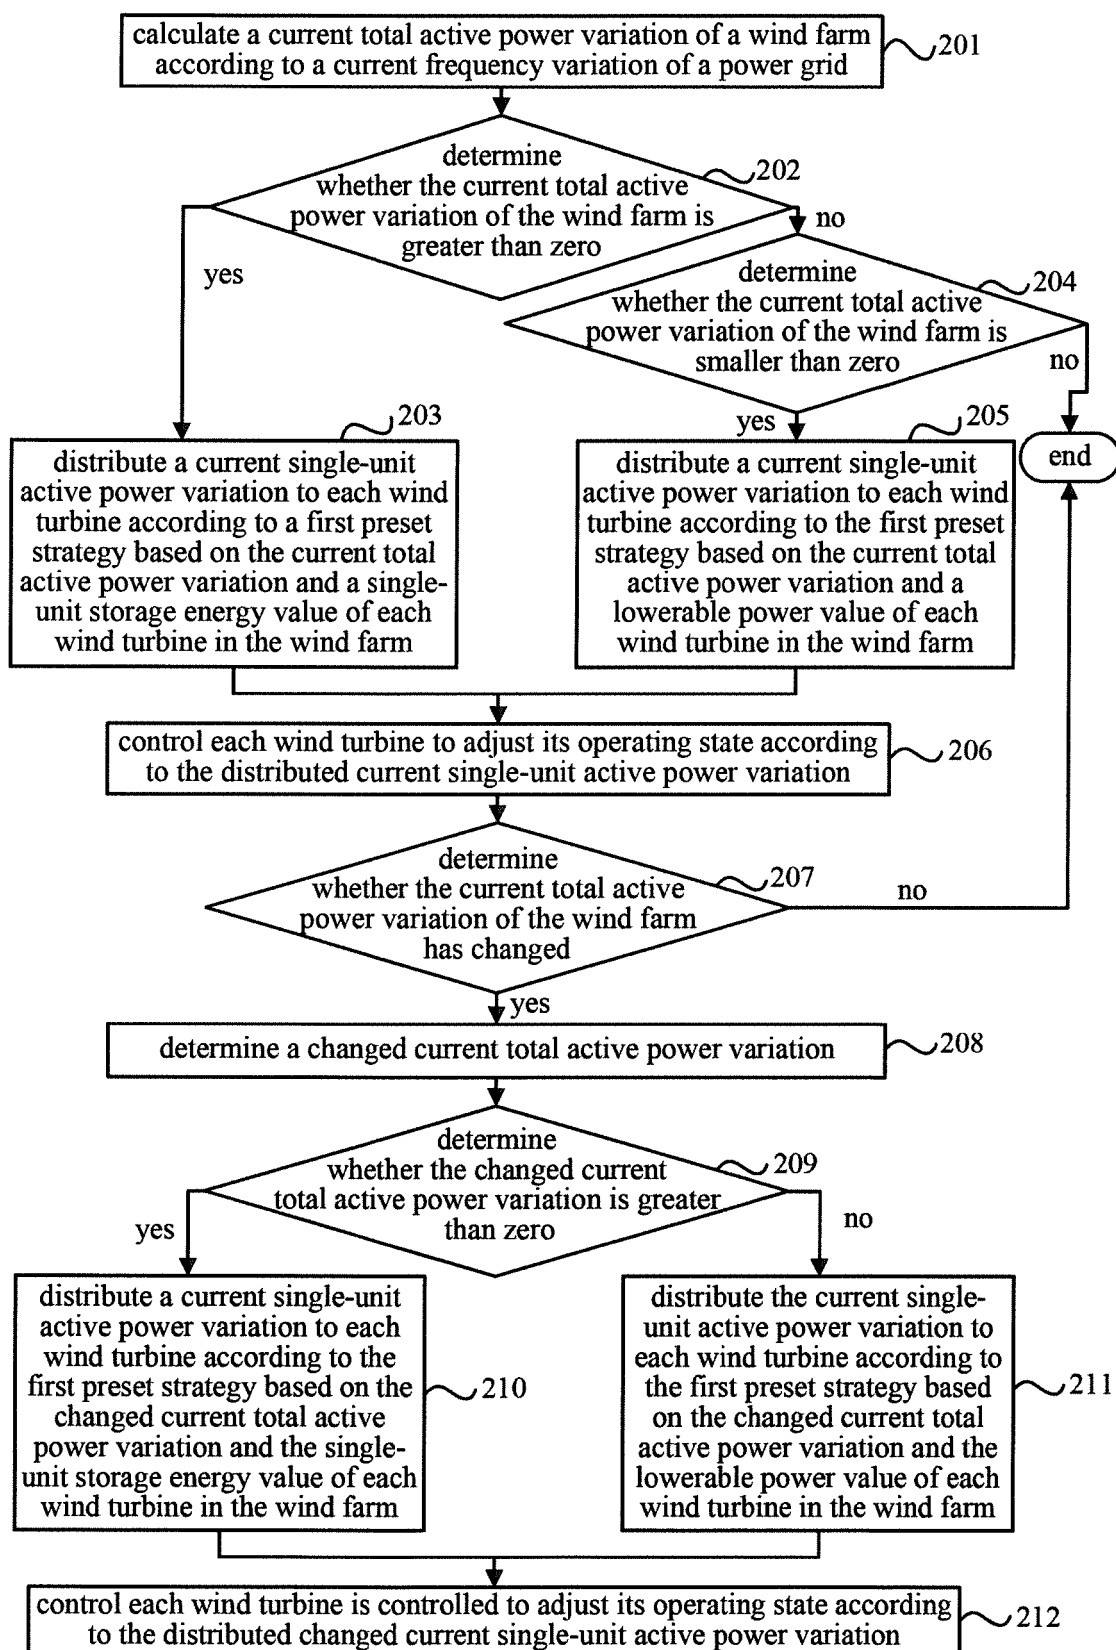 calculate a current total active power variation of a wind farm
according to a current frequency variation of a power grid
201
determine
whether the current total active
power variation of the wind farm is
greater than zero
202
yes
no
determine
whether the current total active
power variation of the wind farm is
smaller than zero
204
no
yes
end
203
distribute a current single-unit
active power variation to each wind
turbine according to a first preset
strategy based on the current total
active power variation and a single-
unit storage energy value of each
wind turbine in the wind farm
205
distribute a current single-unit
active power variation to each wind
turbine according to the first preset
strategy based on the current total
active power variation and a
lowerable power value of each
wind turbine in the wind farm
control each wind turbine to adjust its operating state according
to the distributed current single-unit active power variation
206
determine
whether the current total active
power variation of the wind farm
has changed
207
no
yes
determine a changed current total active power variation
208
determine
whether the changed current
total active power variation is greater
than zero
209
yes
no
distribute a current single-unit
active power variation to each
wind turbine according to the
first preset strategy based on the
changed current total active
power variation and the single-
unit storage energy value of each
wind turbine in the wind farm
210
distribute the current single-
unit active power variation to
each wind turbine according to
the first preset strategy based
on the changed current total
active power variation and the
lowerable power value of each
wind turbine in the wind farm
211
control each wind turbine is controlled to adjust its operating state according
to the distributed changed current single-unit active power variation
212